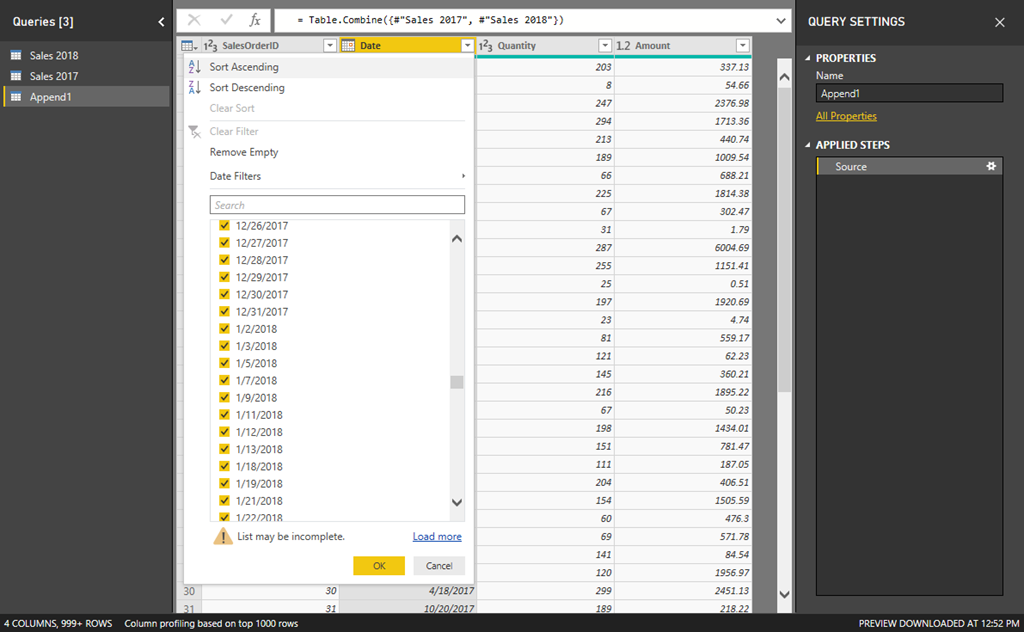 Queries [3]
Sales 2018
Sales 2017
Append1
fx
= Table.Combine({#"Sales 2017", #"Sales 2018"})
1²3 SalesOrderID
Date
1²3 Quantity
1.2 Amount
Sort Ascending
Sort Descending
Clear Sort
Clear Filter
Remove Empty
Date Filters
Search
12/26/2017
12/27/2017
12/28/2017
12/29/2017
12/30/2017
12/31/2017
1/2/2018
1/3/2018
1/5/2018
1/7/2018
1/9/2018
1/11/2018
1/12/2018
1/13/2018
1/18/2018
1/19/2018
1/21/2018
1/22/2018
List may be incomplete.
Load more
OK
Cancel
203 337.13
8 54.66
247 2376.98
294 1713.36
213 440.74
189 1009.54
66 688.21
225 1814.38
67 302.47
31 1.79
287 6004.69
255 1151.41
25 0.51
197 1920.69
23 4.74
81 559.17
121 62.23
145 360.21
216 1895.22
67 50.23
198 1434.01
151 781.47
111 187.05
204 406.51
154 1505.59
60 476.3
69 571.78
141 84.54
120 1956.97
30 30 4/18/2017 299 2451.13
31 31 10/20/2017 189 218.22
QUERY SETTINGS
PROPERTIES
Name
Append1
All Properties
APPLIED STEPS
Source
4 COLUMNS, 999+ ROWS
Column profiling based on top 1000 rows
PREVIEW DOWNLOADED AT 12:52 PM